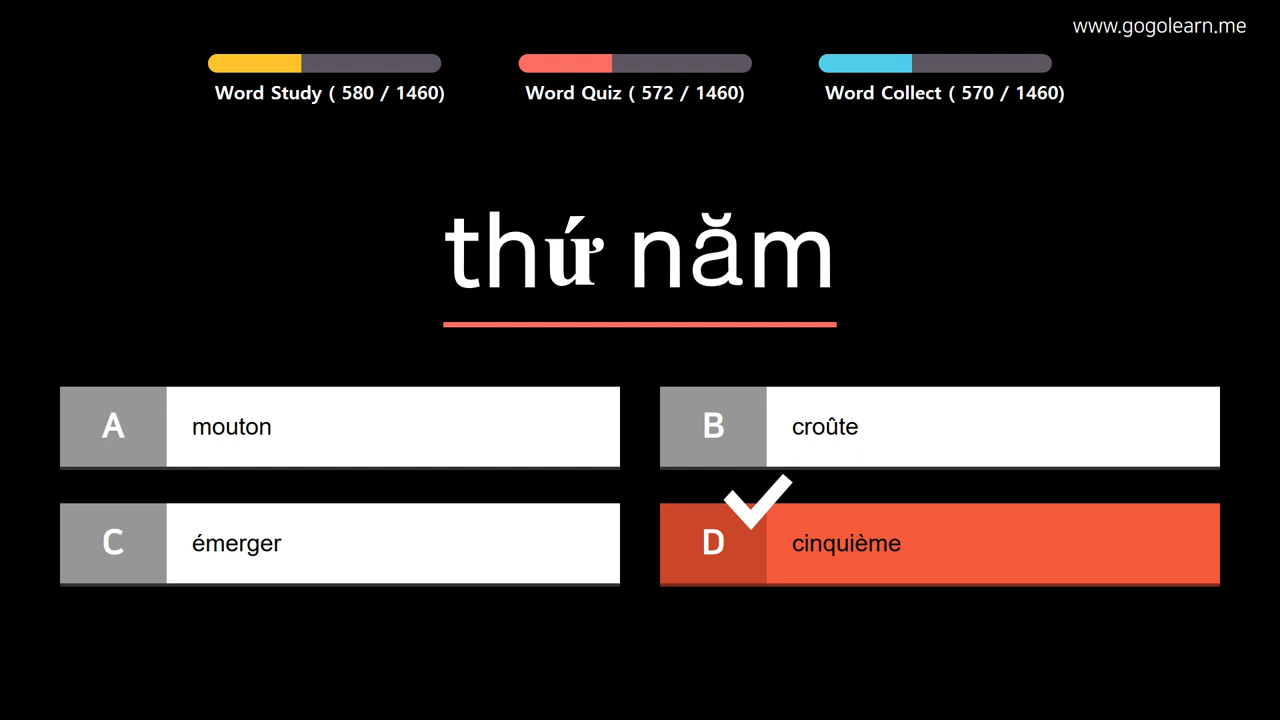 www.gogolearn.me
Word Study ( 580 / 1460)
Word Quiz ( 572 / 1460)
Word Collect ( 570 / 1460)
thứ năm
A mouton
B croûte
C émerger
D cinquième